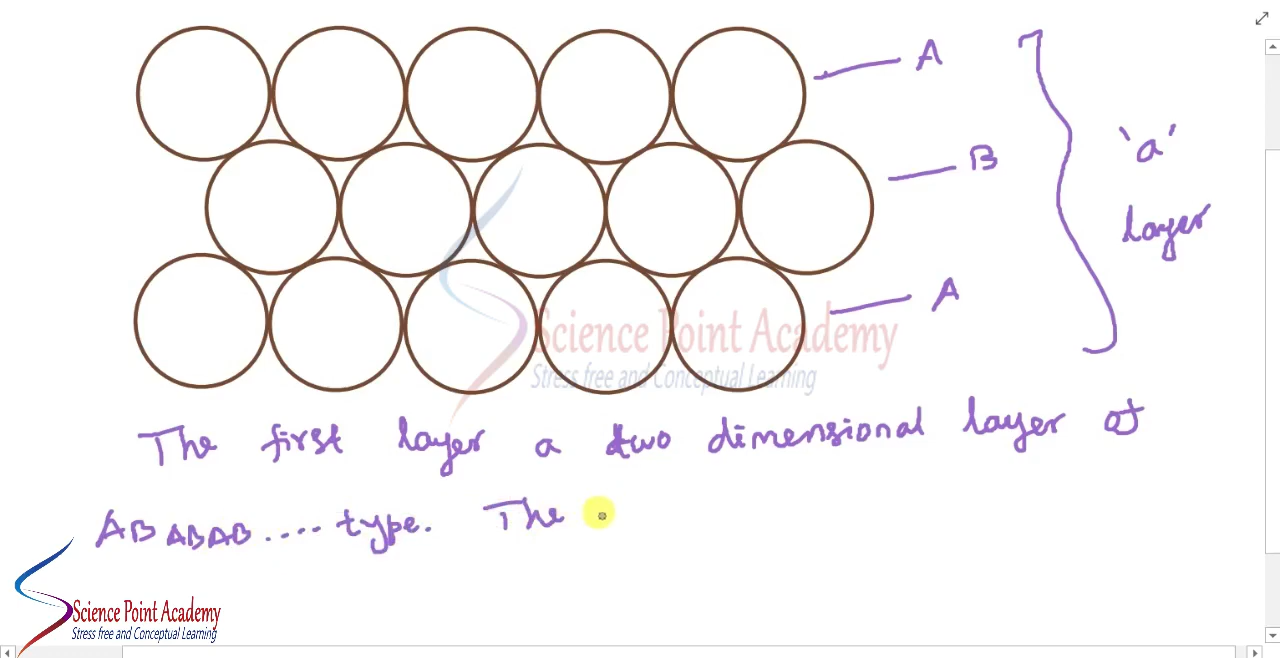 A
B
'a'
layer
A
Science Point Academy
Stress free and Conceptual Learning
The first layer a two dimensional layer of
ABABAB.... type. The
Science Point Academy
Stress free and Conceptual Learning